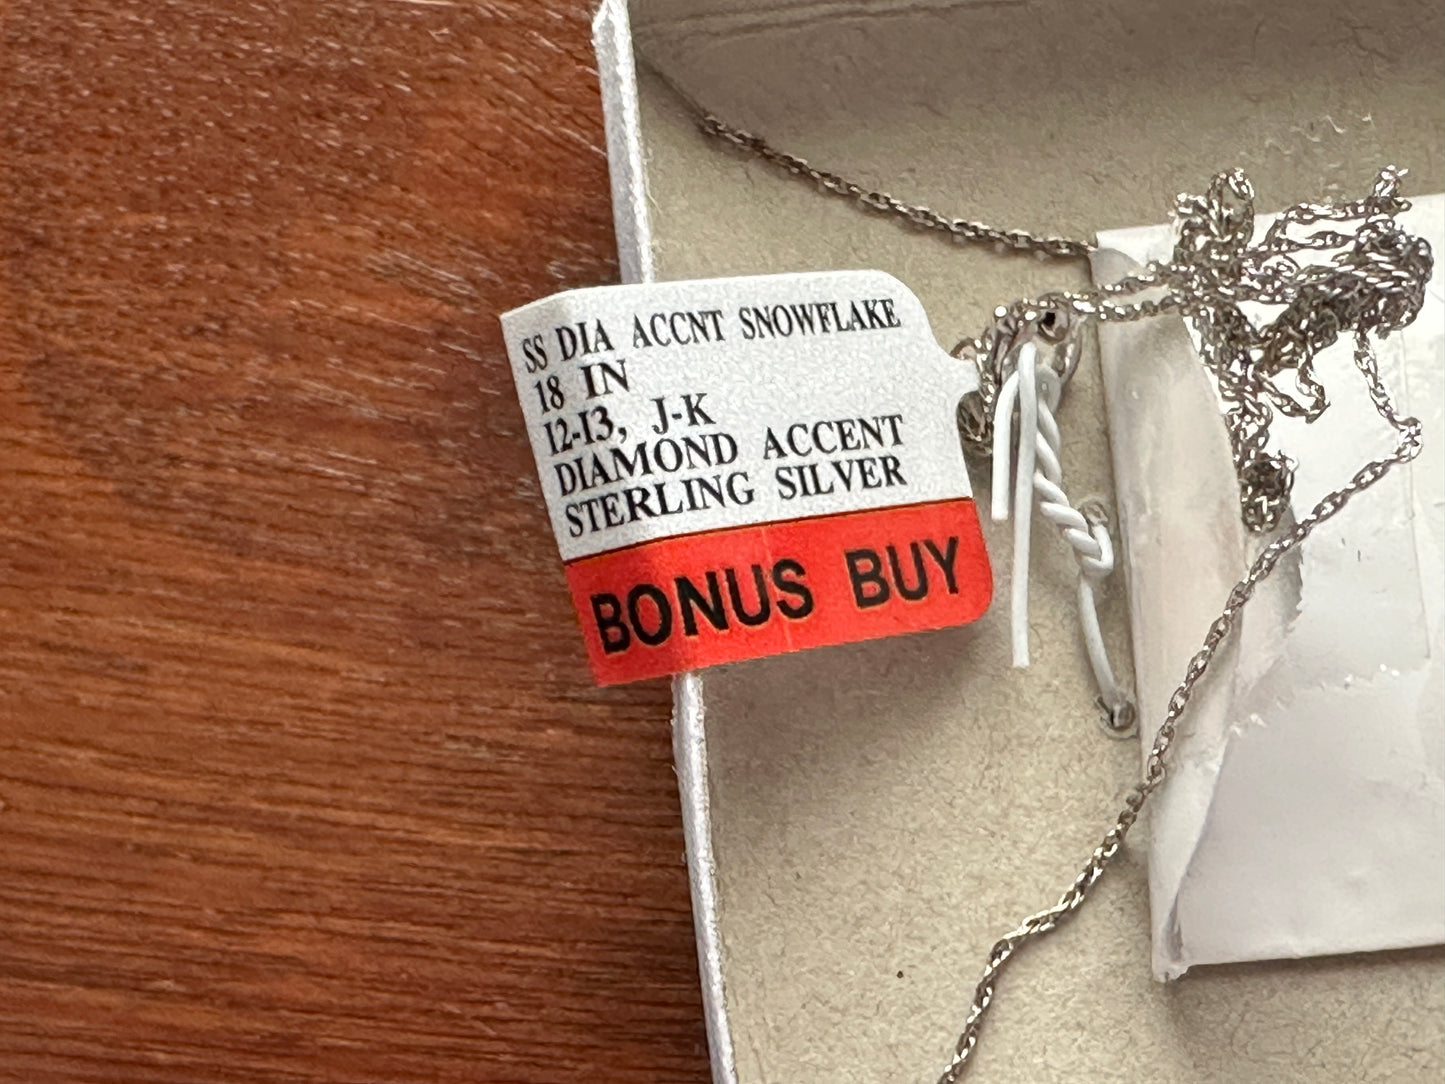 SS DIA ACCNT SNOWFLAKE
18 IN
I2-I3, J-K
DIAMOND ACCENT
STERLING SILVER
BONUS BUY